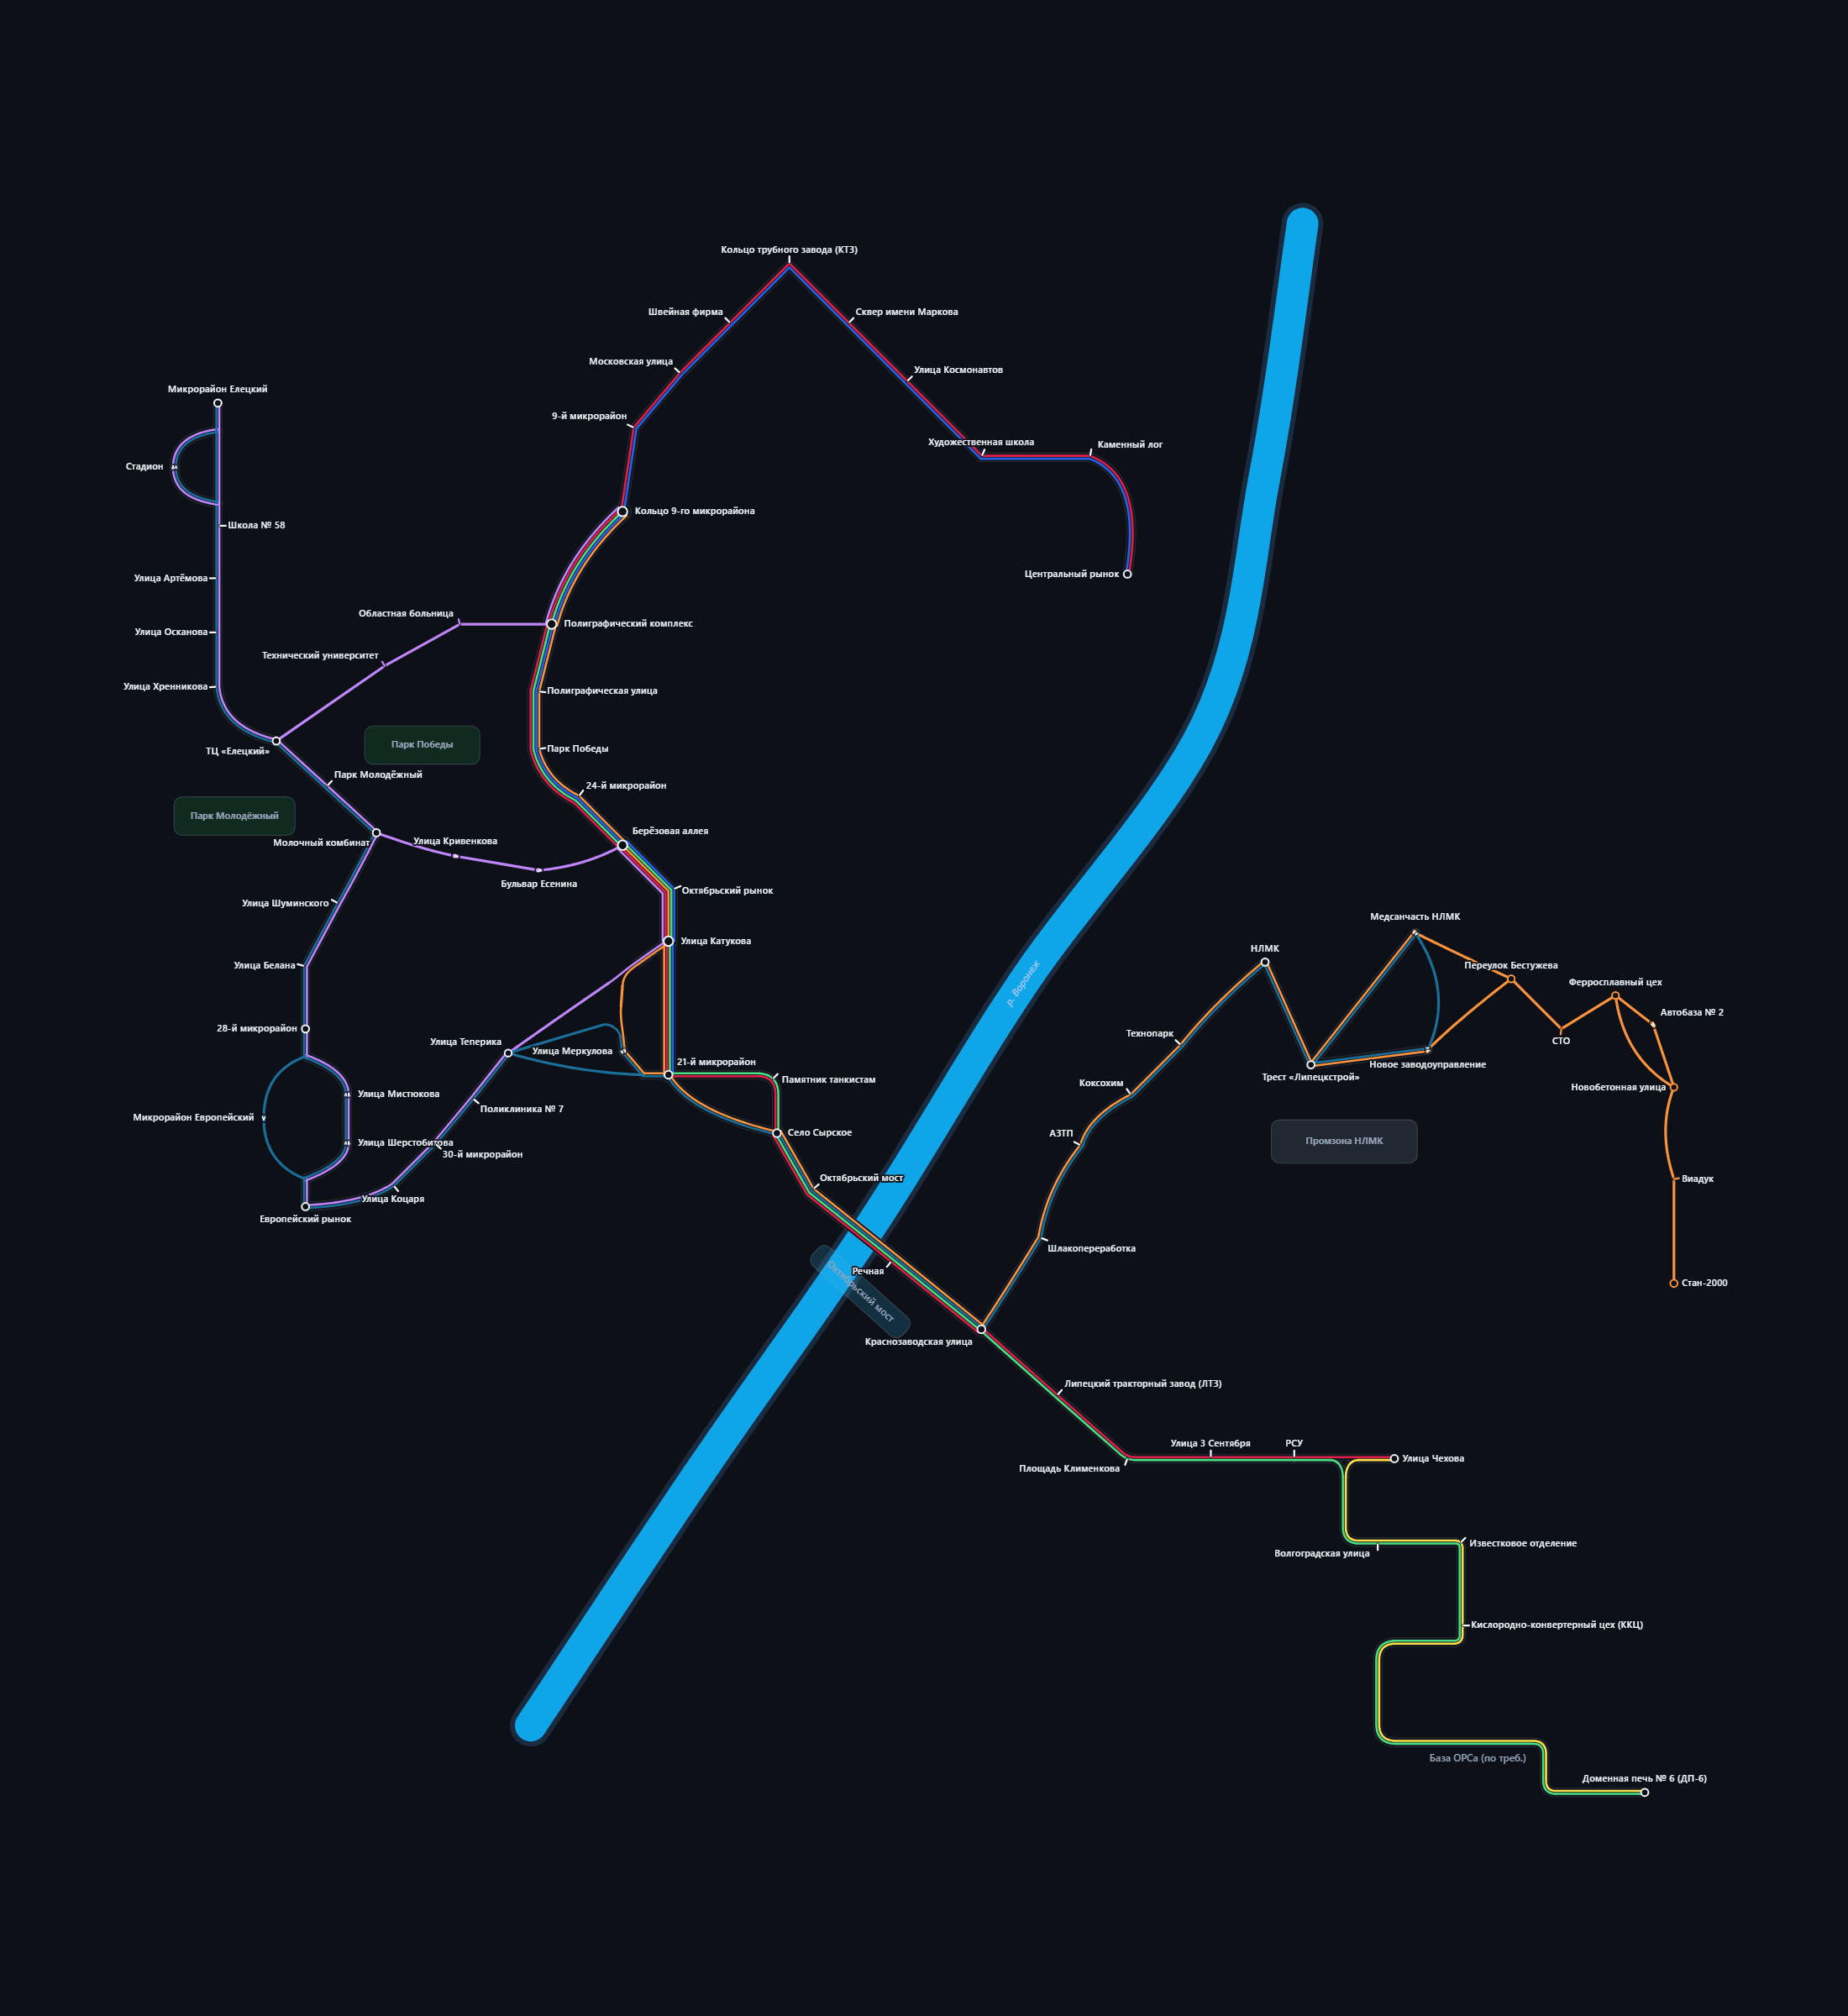 Кольцо трубного завода (КТЗ)
Швейная фирма
Сквер имени Маркова
Московская улица
Улица Космонавтов
Микрорайон Елецкий
9-й микрорайон
Художественная школа
Каменный лог
Стадион
Кольцо 9-го микрорайона
Школа № 58
Центральный рынок
Улица Артёмова
Областная больница
Полиграфический комплекс
Улица Осканова
Технический университет
Улица Хренникова
Полиграфическая улица
Парк Победы
Парк Победы
ТЦ «Елецкий»
Парк Молодёжный
24-й микрорайон
Парк Молодёжный
Берёзовая аллея
Молочный комбинат
Улица Кривенкова
Бульвар Есенина
Октябрьский рынок
Улица Шуминского
Медсанчасть НЛМК
Улица Катукова
НЛМК
Улица Белана
Переулок Бестужева
р. Воронеж
Ферросплавный цех
Автобаза № 2
28-й микрорайон
Технопарк
СТО
Улица Теперика
Улица Меркулова
21-й микрорайон
Новое заводоуправление
Трест «Липецкстрой»
Памятник танкистам
Коксохим
Новобетонная улица
Улица Мистюкова
Поликлиника № 7
Микрорайон Европейский
Село Сырское
АЗТП
Промзона НЛМК
Улица Шерстобитова
30-й микрорайон
Октябрьский мост
Виадук
Улица Коцаря
Европейский рынок
Шлакопереработка
Речная
Октябрьский мост
Стан-2000
Краснозаводская улица
Липецкий тракторный завод (ЛТЗ)
Улица 3 Сентября
РСУ
Улица Чехова
Площадь Клименкова
Известковое отделение
Волгоградская улица
Кислородно-конвертерный цех (ККЦ)
База ОРСа (по треб.)
Доменная печь № 6 (ДП-6)